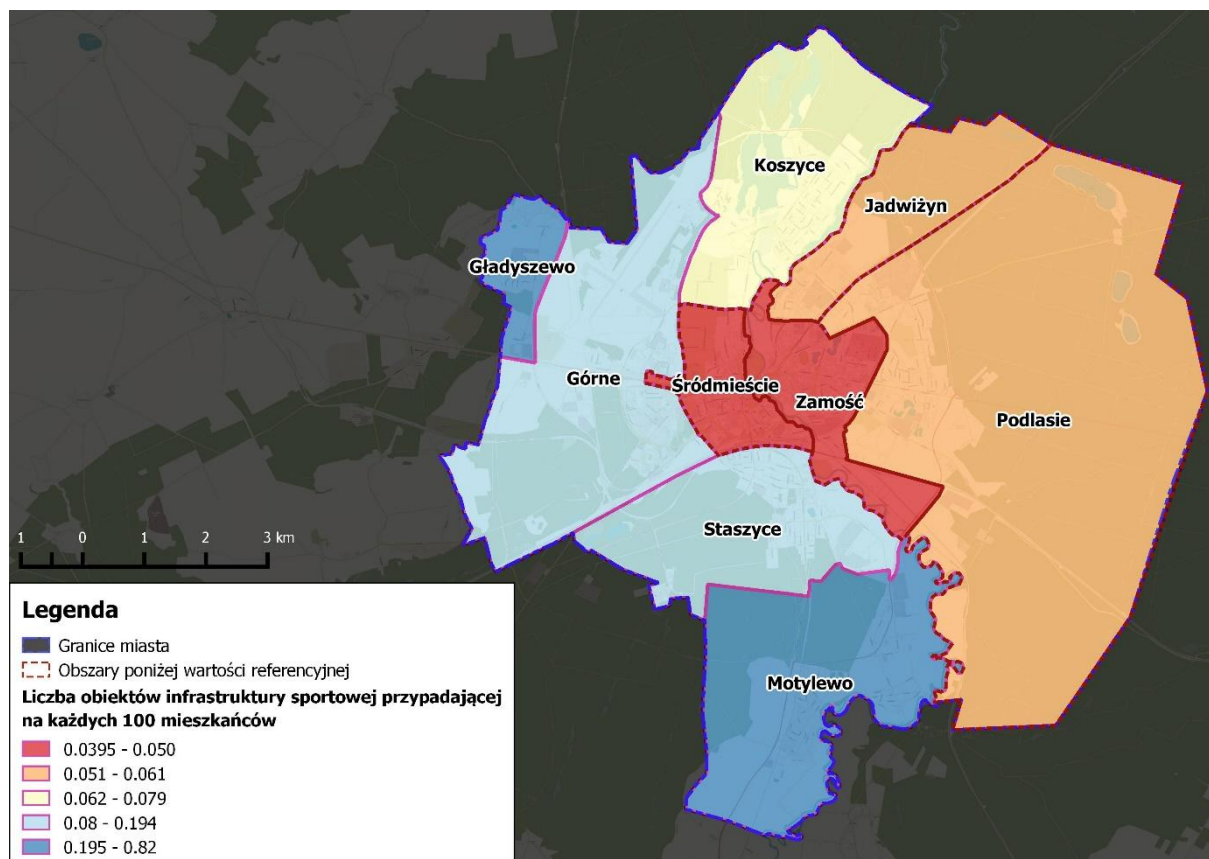 Koszyce
Jadwiżyn
Gładyszewo
Górne
Śródmieście
Zamość
Podlasie
Staszyce
Motylewo
1 0 1 2 3 km
Legenda
Granice miasta
Obszary poniżej wartości referencyjnej
Liczba obiektów infrastruktury sportowej przypadającej
na każdych 100 mieszkańców
0.0395 - 0.050
0.051 - 0.061
0.062 - 0.079
0.08 - 0.194
0.195 - 0.82